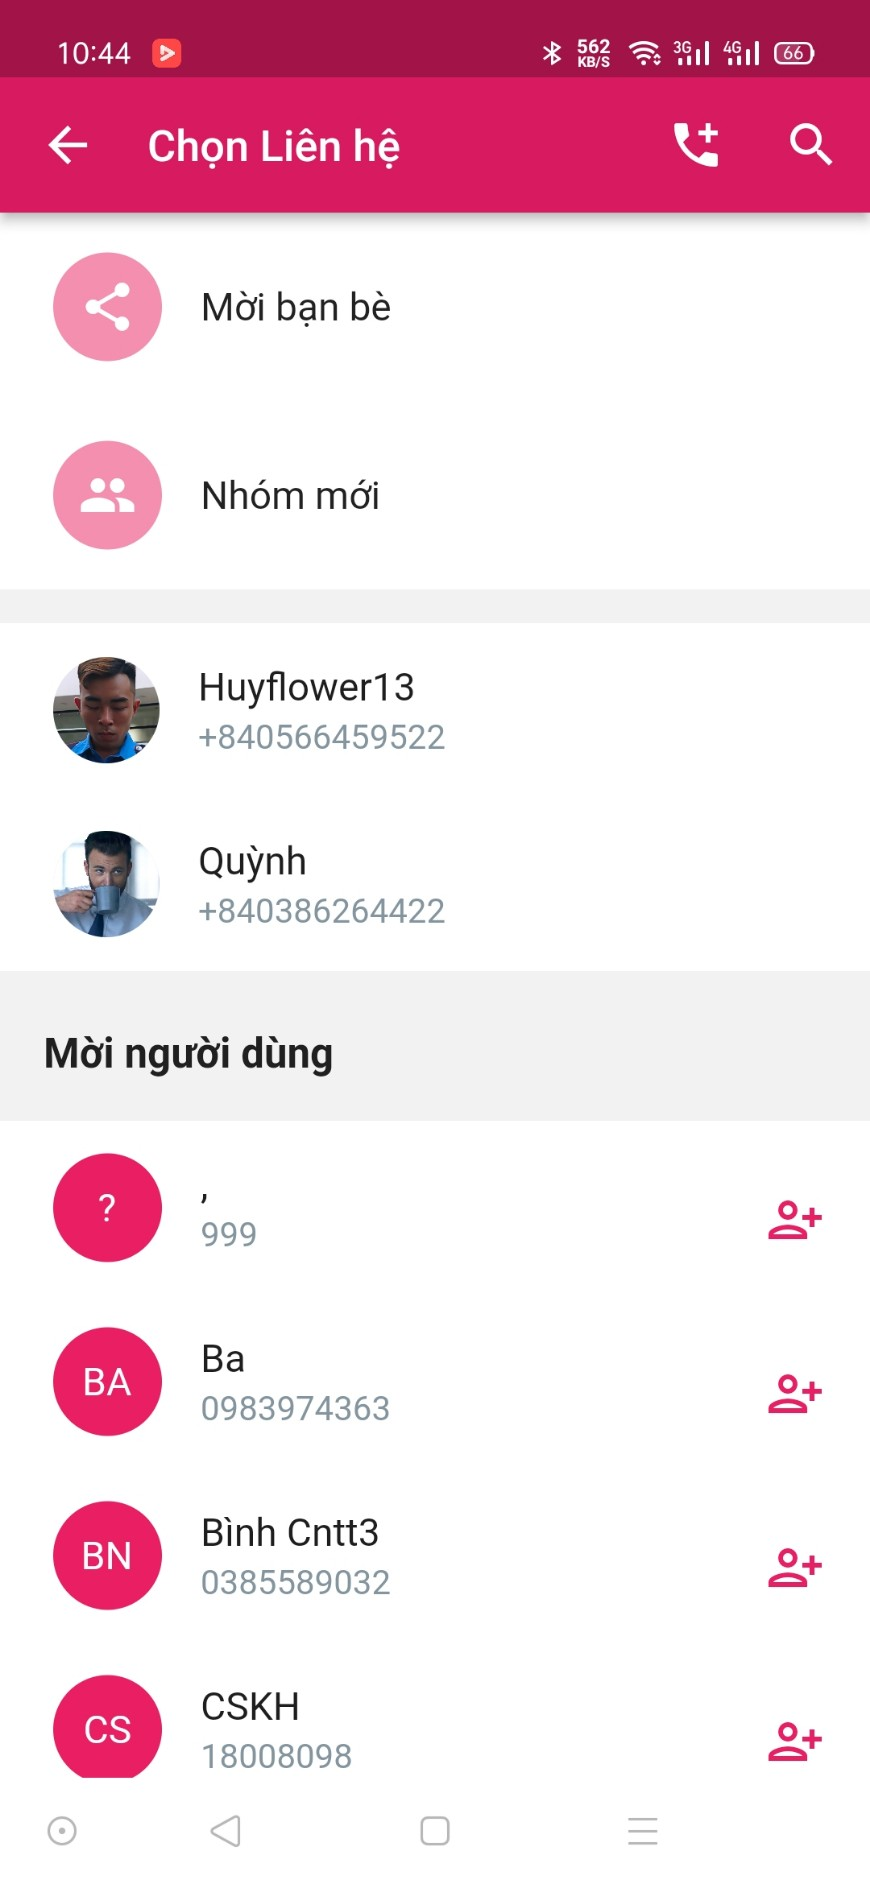 10:44
562
KB/S
3G
4G
66
Chọn Liên hệ
Mời bạn bè
Nhóm mới
Huyflower13
+840566459522
Quỳnh
+840386264422
Mời người dùng
?
,
999
BA
Ba
0983974363
BN
Bình Cntt3
0385589032
CS
CSKH
18008098